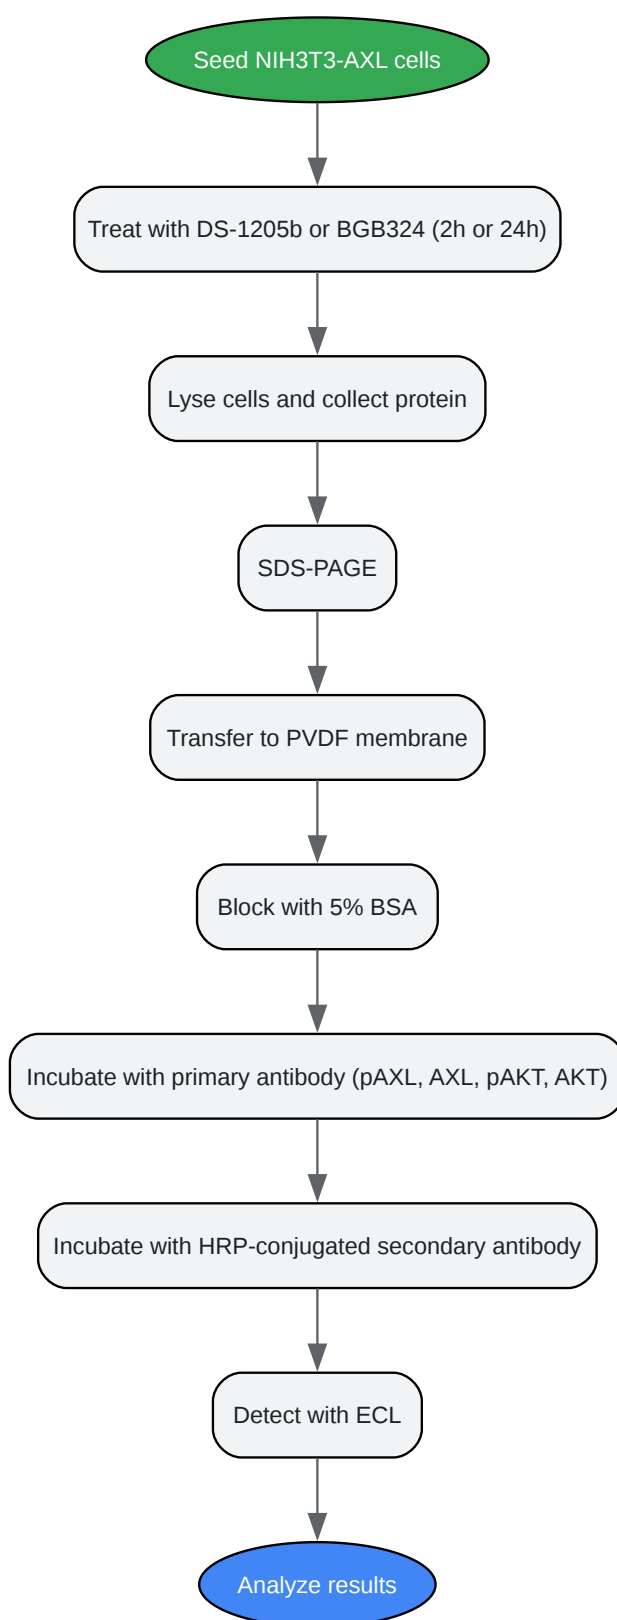 Seed NIH3T3-AXL cells
Treat with DS-1205b or BGB324 (2h or 24h)
Lyse cells and collect protein
SDS-PAGE
Transfer to PVDF membrane
Block with 5% BSA
Incubate with primary antibody (pAXL, AXL, pAKT, AKT)
Incubate with HRP-conjugated secondary antibody
Detect with ECL
Analyze results